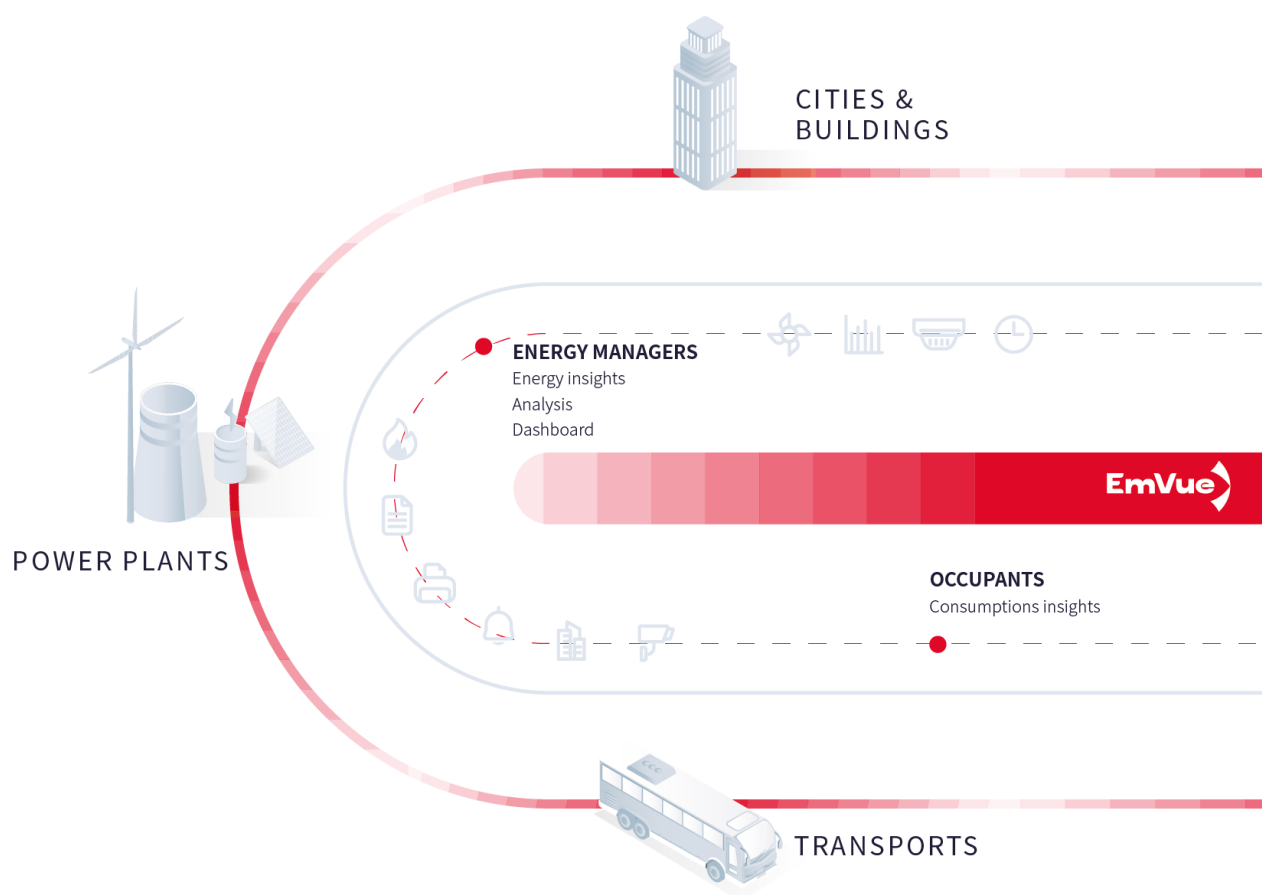 CITIES &
BUILDINGS
ENERGY MANAGERS
Energy insights
Analysis
Dashboard
EmVue
POWER PLANTS
OCCUPANTS
Consumptions insights
TRANSPORTS